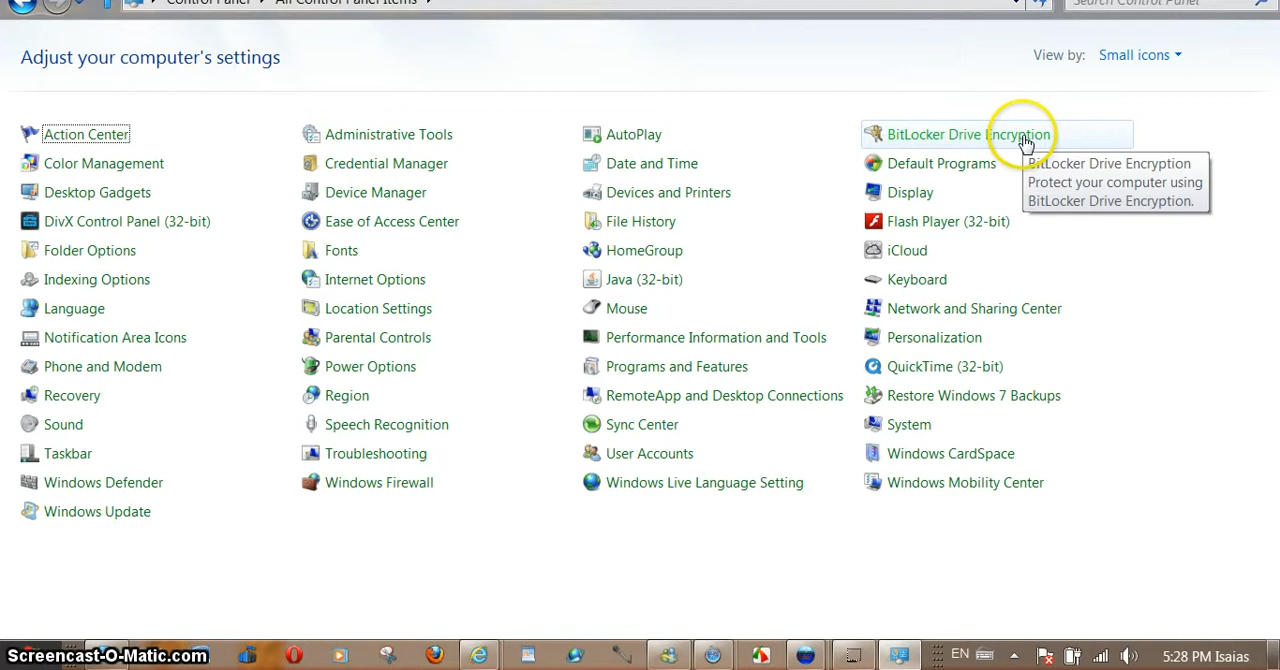 Control Panel
All Control Panel Items
Search Control Panel
Adjust your computer's settings
View by: Small icons
Action Center
Administrative Tools
AutoPlay
BitLocker Drive Encryption
Color Management
Credential Manager
Date and Time
Default Programs
BitLocker Drive Encryption
Protect your computer using
BitLocker Drive Encryption.
Desktop Gadgets
Device Manager
Devices and Printers
Display
DivX Control Panel (32-bit)
Ease of Access Center
File History
Flash Player (32-bit)
Folder Options
Fonts
HomeGroup
iCloud
Indexing Options
Internet Options
Java (32-bit)
Keyboard
Language
Location Settings
Mouse
Network and Sharing Center
Notification Area Icons
Parental Controls
Performance Information and Tools
Personalization
Phone and Modem
Power Options
Programs and Features
QuickTime (32-bit)
Recovery
Region
RemoteApp and Desktop Connections
Restore Windows 7 Backups
Sound
Speech Recognition
Sync Center
System
Taskbar
Troubleshooting
User Accounts
Windows CardSpace
Windows Defender
Windows Firewall
Windows Live Language Setting
Windows Mobility Center
Windows Update
Screencast-O-Matic.com
EN
5:28 PM Isaias